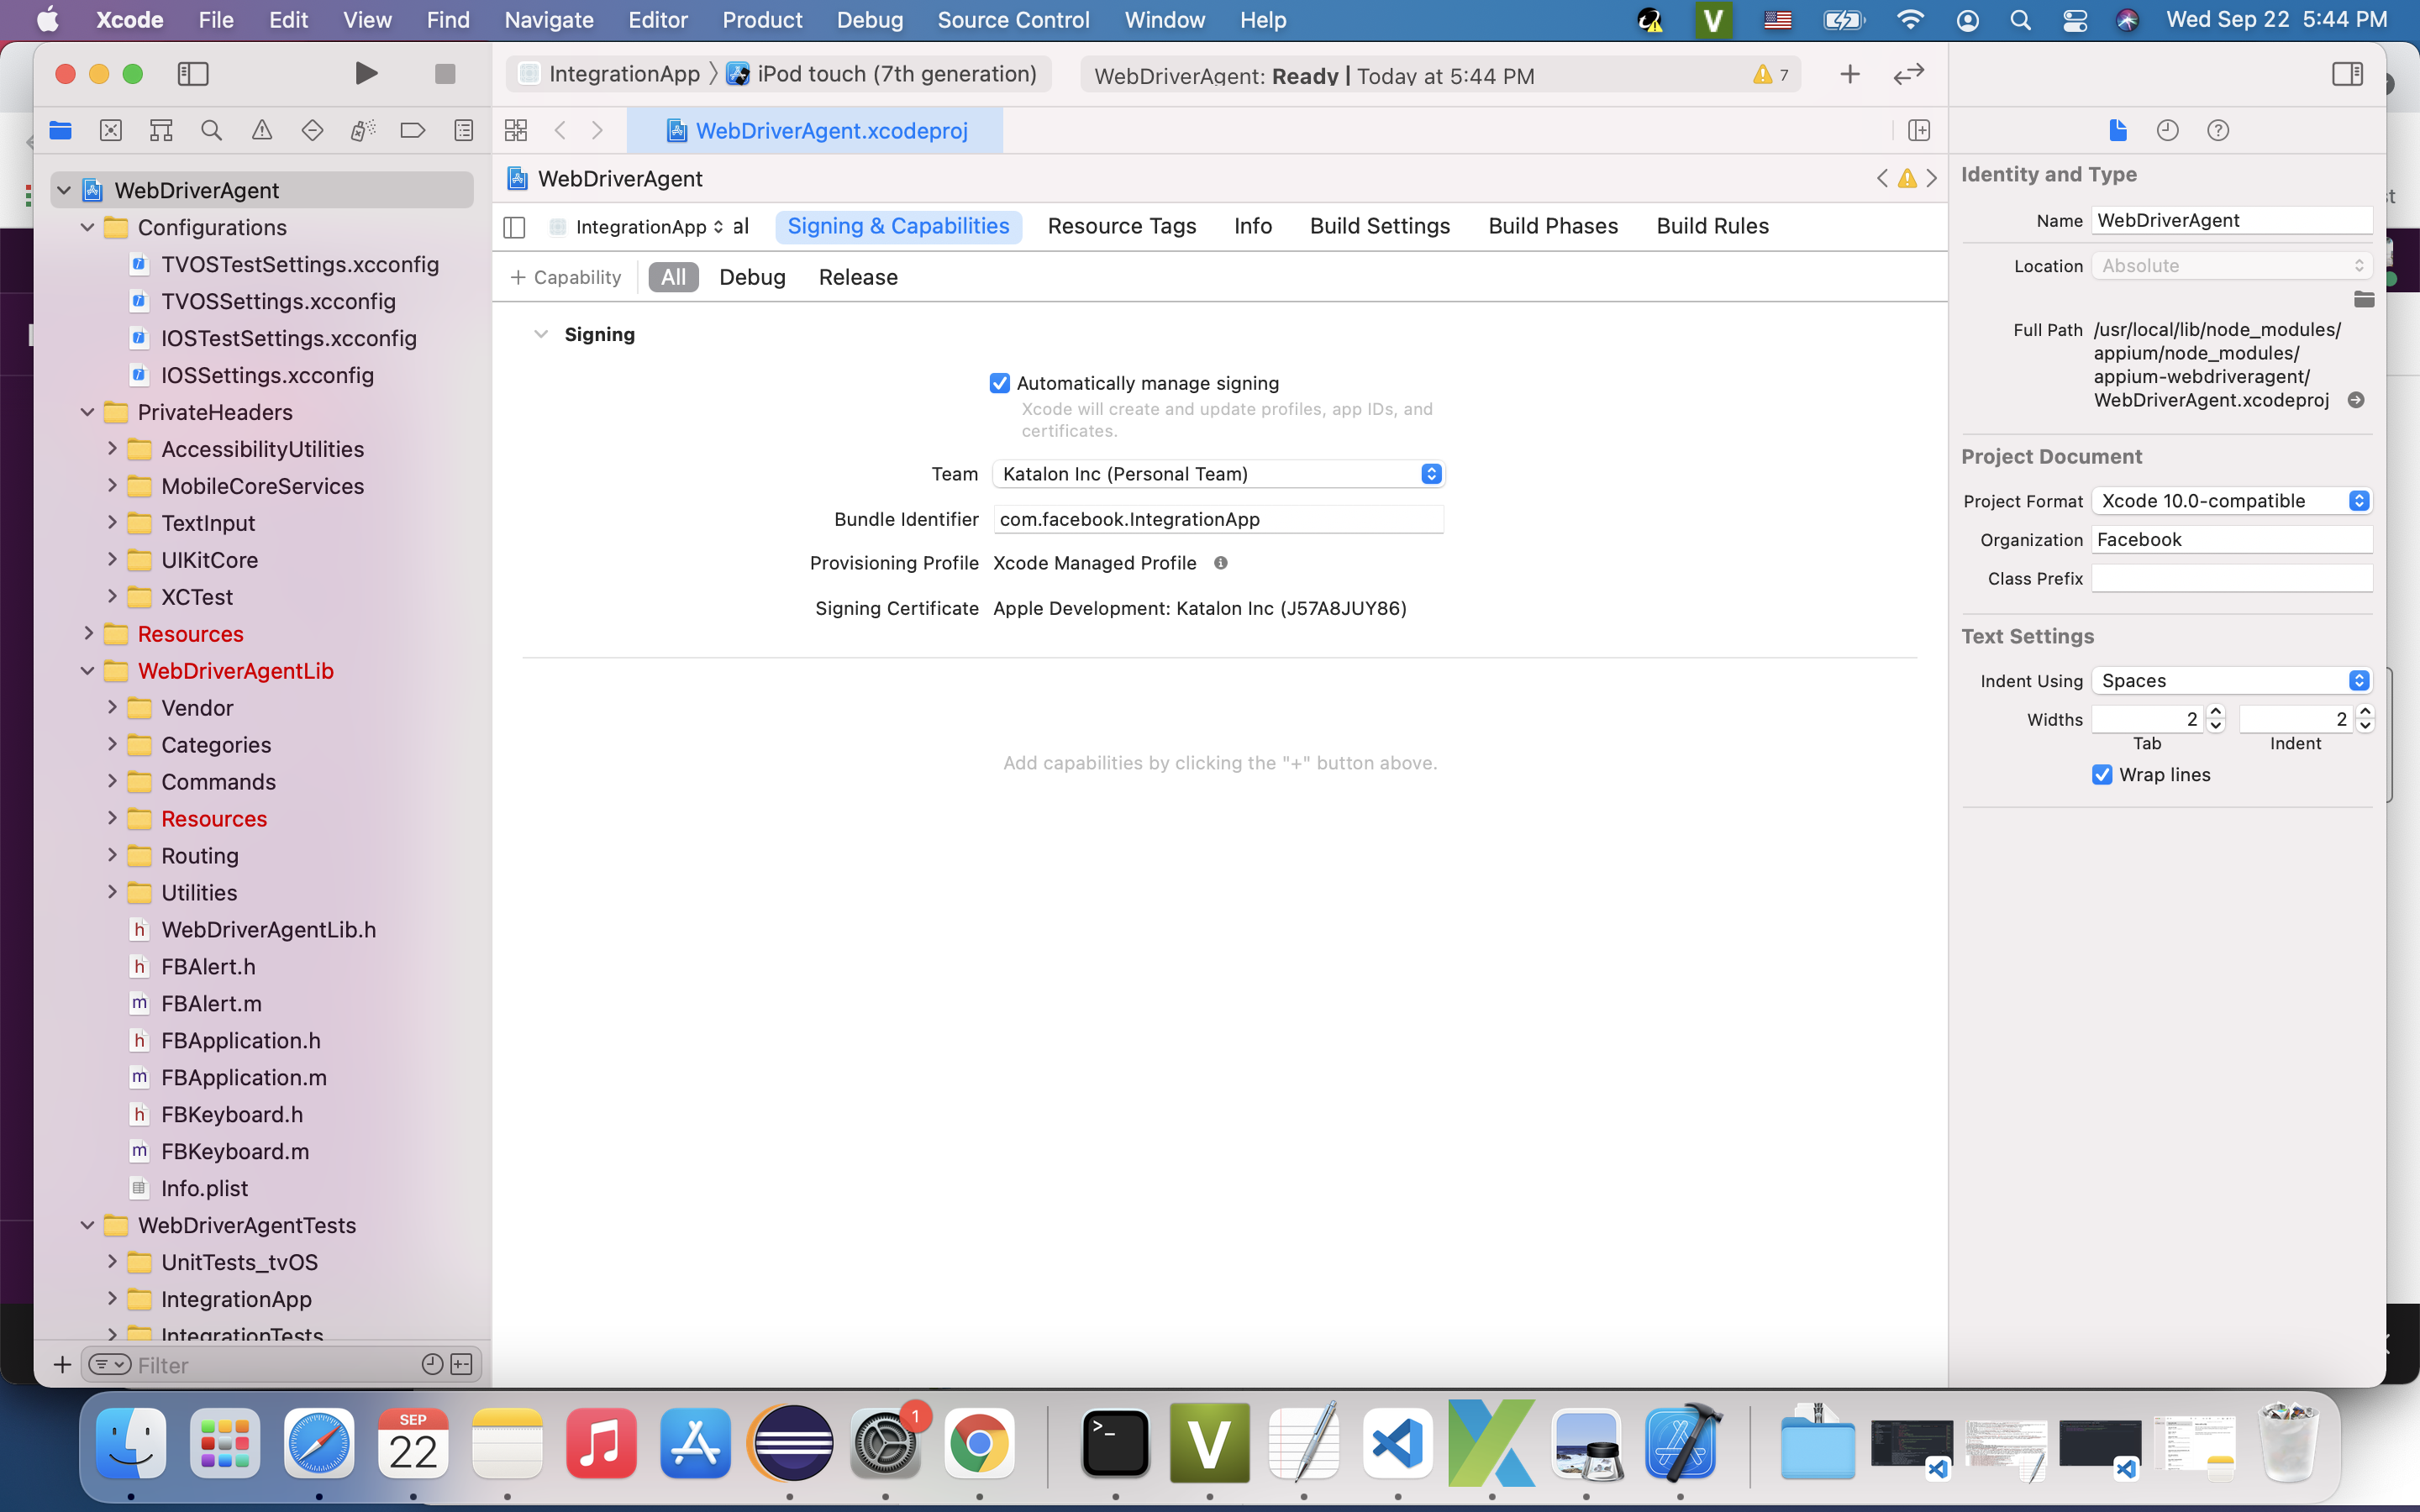 Xcode File Edit View Find Navigate Editor Product Debug Source Control Window Help V Wed Sep 22 5:44 PM
IntegrationApp iPod touch (7th generation) WebDriverAgent: Ready | Today at 5:44 PM 7
WebDriverAgent.xcodeproj
WebDriverAgent
IntegrationApp al Signing & Capabilities Resource Tags Info Build Settings Build Phases Build Rules
+ Capability All Debug Release
Signing
Automatically manage signing
Xcode will create and update profiles, app IDs, and
certificates.
Team Katalon Inc (Personal Team)
Bundle Identifier com.facebook.IntegrationApp
Provisioning Profile Xcode Managed Profile
Signing Certificate Apple Development: Katalon Inc (J57A8JUY86)
Add capabilities by clicking the "+" button above.
WebDriverAgent
Configurations
TVOSTestSettings.xcconfig
TVOSSettings.xcconfig
IOSTestSettings.xcconfig
IOSSettings.xcconfig
PrivateHeaders
AccessibilityUtilities
MobileCoreServices
TextInput
UIKitCore
XCTest
Resources
WebDriverAgentLib
Vendor
Categories
Commands
Resources
Routing
Utilities
h WebDriverAgentLib.h
h FBAlert.h
m FBAlert.m
h FBApplication.h
m FBApplication.m
h FBKeyboard.h
m FBKeyboard.m
Info.plist
WebDriverAgentTests
UnitTests_tvOS
IntegrationApp
IntegrationTests
Filter
Identity and Type
Name WebDriverAgent
Location Absolute
Full Path /usr/local/lib/node_modules/
appium/node_modules/
appium-webdriveragent/
WebDriverAgent.xcodeproj
Project Document
Project Format Xcode 10.0-compatible
Organization Facebook
Class Prefix
Text Settings
Indent Using Spaces
Widths 2 2
Tab Indent
Wrap lines
SEP
22
1
V